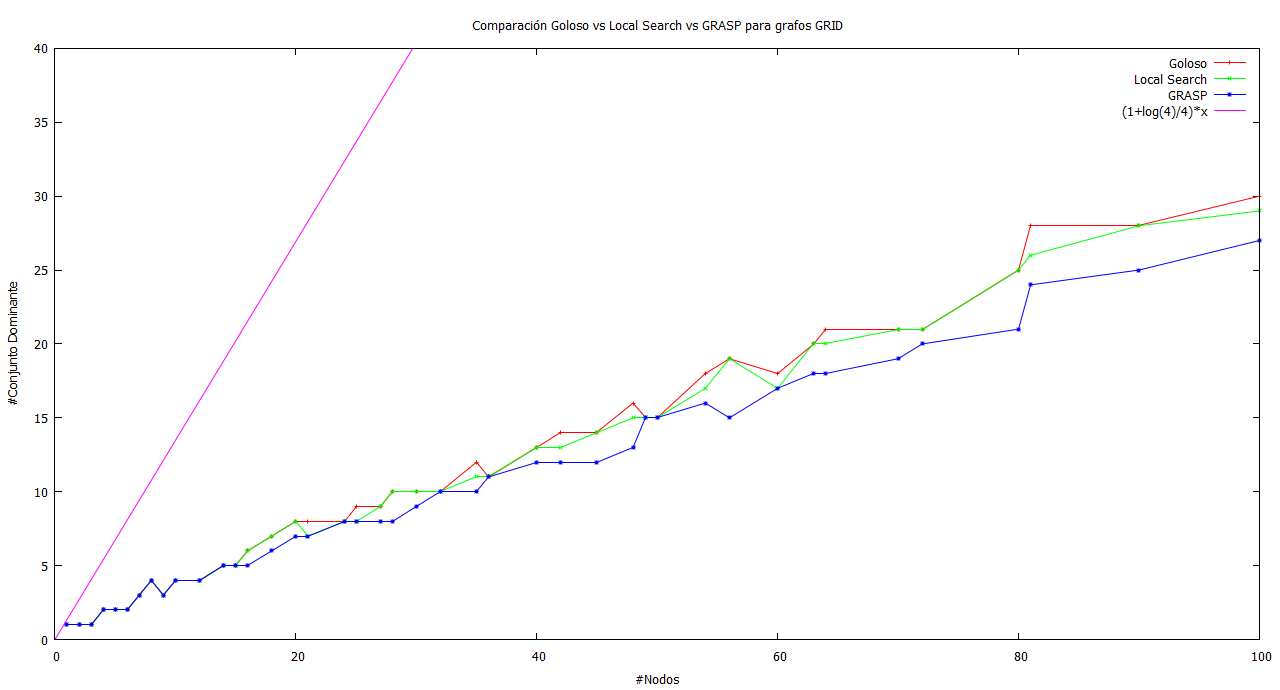 Comparación Goloso vs Local Search vs GRASP para grafos GRID
40
35
30
25
20
15
10
5
0
#Conjunto Dominante
Goloso
Local Search
GRASP
(1+log(4)/4)*x
0 20 40 60 80 100
#Nodos